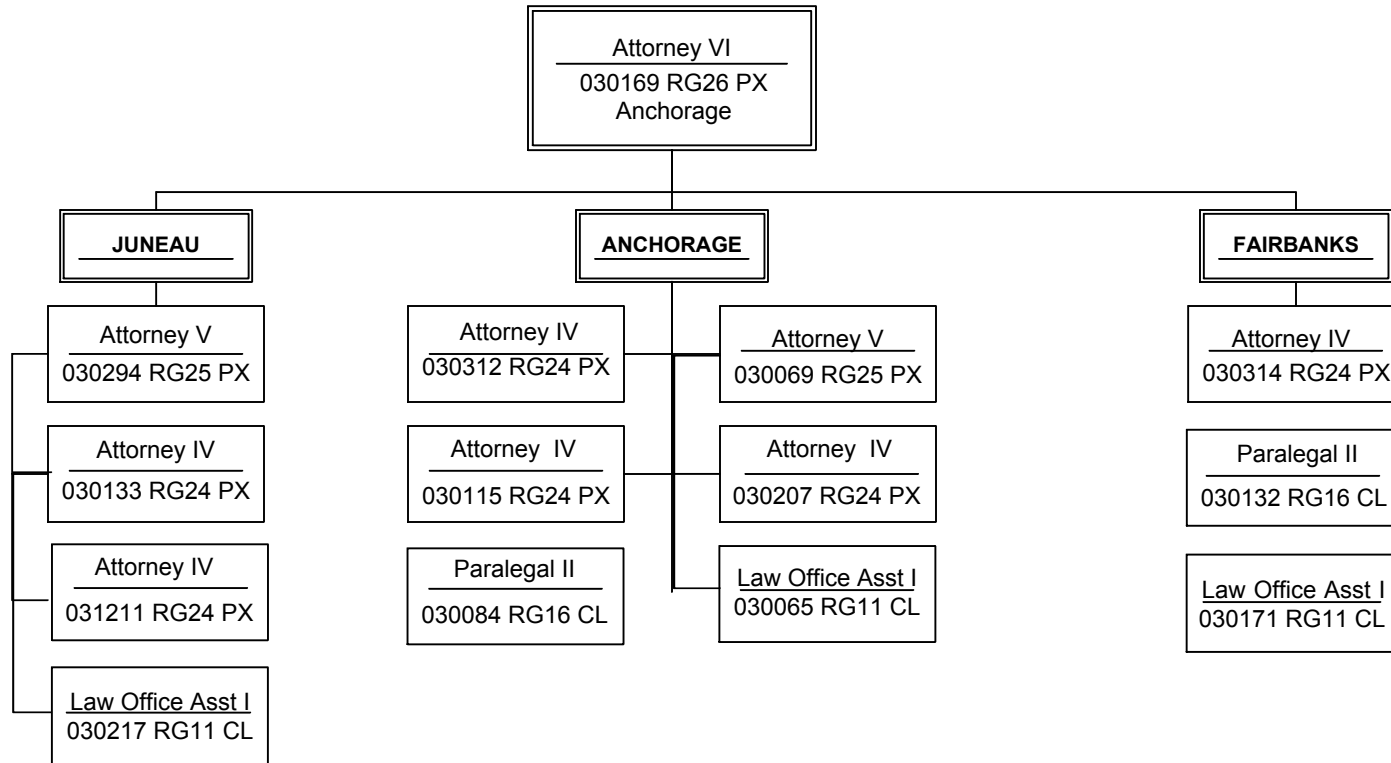 Attorney VI
030169 RG26 PX
Anchorage
JUNEAU
ANCHORAGE
FAIRBANKS
Attorney V
030294 RG25 PX
Attorney IV
030133 RG24 PX
Attorney IV
031211 RG24 PX
Law Office Asst I
030217 RG11 CL
Attorney IV
030312 RG24 PX
Attorney V
030069 RG25 PX
Attorney IV
030115 RG24 PX
Attorney IV
030207 RG24 PX
Paralegal II
030084 RG16 CL
Law Office Asst I
030065 RG11 CL
Attorney IV
030314 RG24 PX
Paralegal II
030132 RG16 CL
Law Office Asst I
030171 RG11 CL